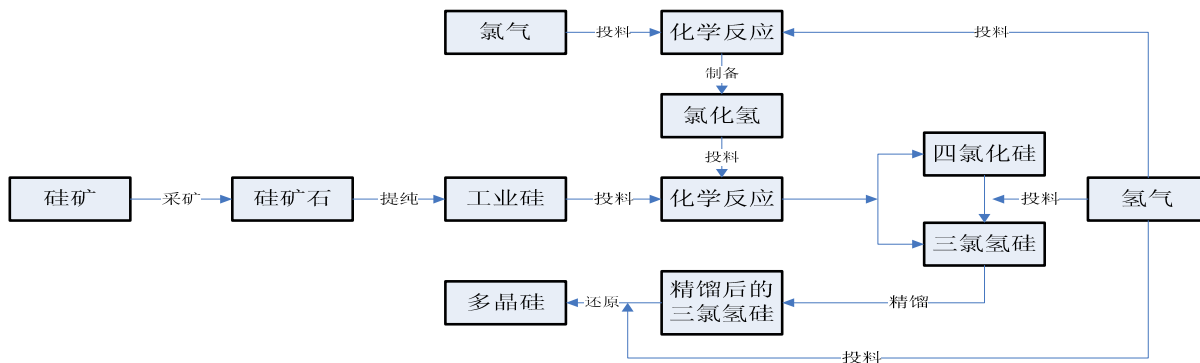 氯气
投料
化学反应
投料
制备
氯化氢
投料
四氯化硅
硅矿
采矿
硅矿石
提纯
工业硅
投料
化学反应
投料
氢气
三氯氢硅
多晶硅
还原
精馏后的
三氯氢硅
精馏
投料